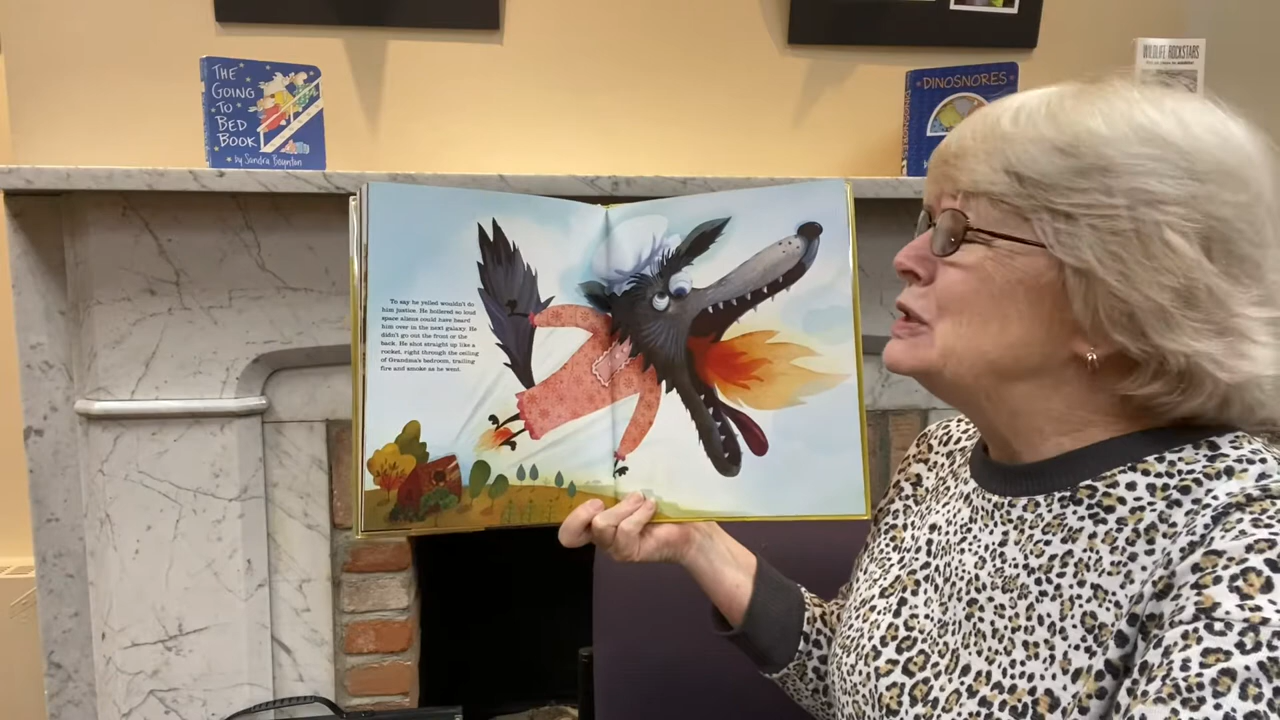 THE
GOING
TO
BED
BOOK
by Sandra Boynton
DINOSNORES
WILDLIFE ROCKSTARS
To say he yelled wouldn't do
him justice. He hollered so loud
space aliens could have heard
him over in the next galaxy. He
didn't go out the front or the
back. He shot straight up like a
rocket, right through the ceiling
of Grandma's bedroom, trailing
fire and smoke as he went.